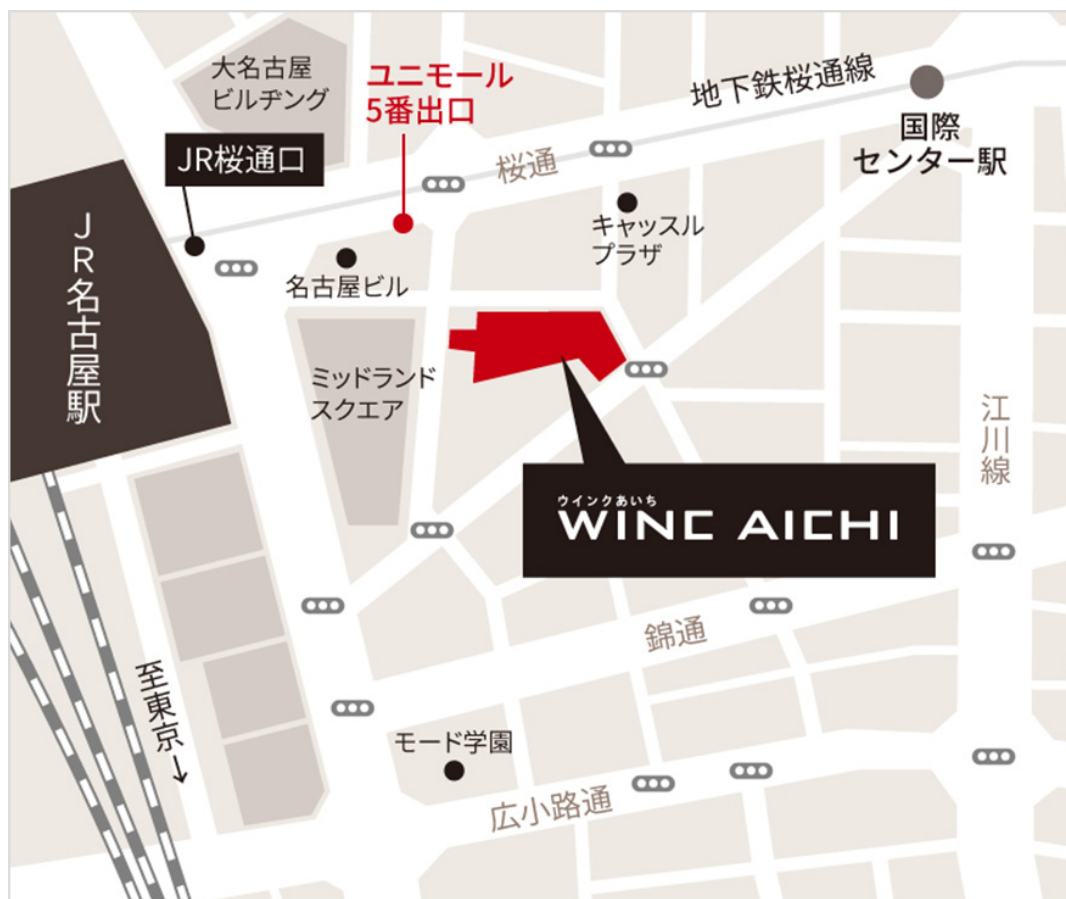 大名古屋
ビルヂング
ユニモール
5番出口
地下鉄桜通線
国際
センター駅
JR桜通口
桜通
キャッスル
プラザ
名古屋ビル
JR名古屋駅
ミッドランド
スクエア
江川線
ウインクあいち
WINC AICHI
錦通
至東京↓
モード学園
広小路通